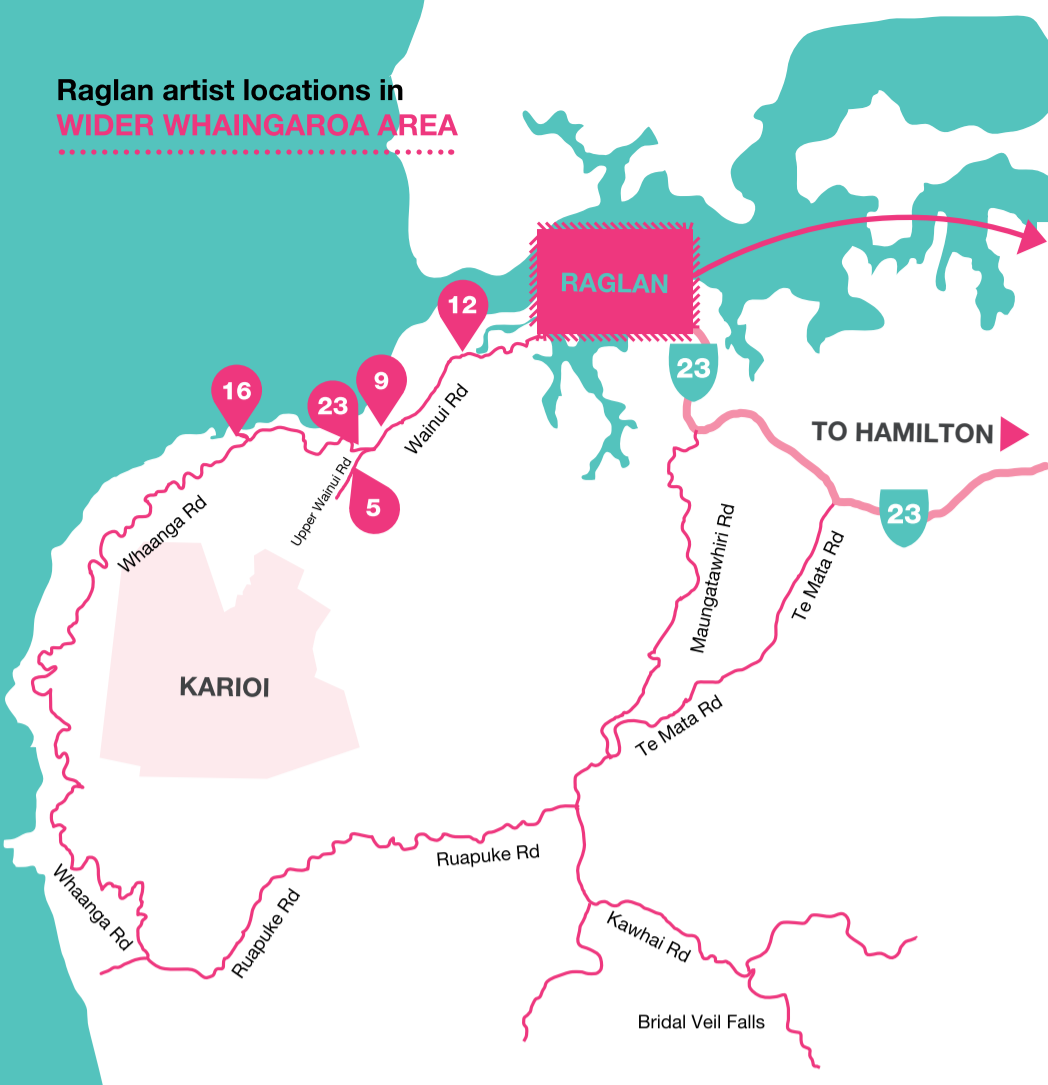 Raglan artist locations in
WIDER WHAINGAROA AREA
RAGLAN
12
23
9
16
23
5
TO HAMILTON
23
Wainui Rd
Upper Wainui Rd
Whaanga Rd
Maungatawhiri Rd
Te Mata Rd
KARIOI
Te Mata Rd
Ruapuke Rd
Whaanga Rd
Ruapuke Rd
Kawhai Rd
Bridal Veil Falls